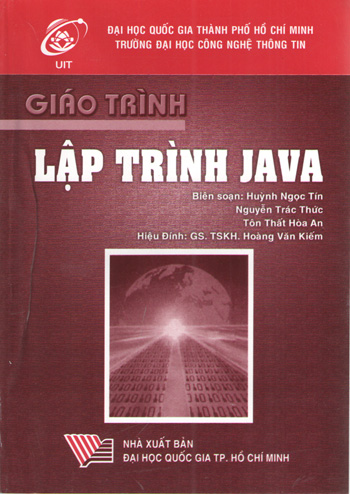 ĐẠI HỌC QUỐC GIA THÀNH PHỐ HỒ CHÍ MINH
TRƯỜNG ĐẠI HỌC CÔNG NGHỆ THÔNG TIN
UIT
GIÁO TRÌNH
LẬP TRÌNH JAVA
Biên soạn: Huỳnh Ngọc Tín
Nguyễn Trác Thức
Tôn Thất Hòa An
Hiệu Đính: GS. TSKH. Hoàng Văn Kiếm
NHÀ XUẤT BẢN
ĐẠI HỌC QUỐC GIA TP. HỒ CHÍ MINH